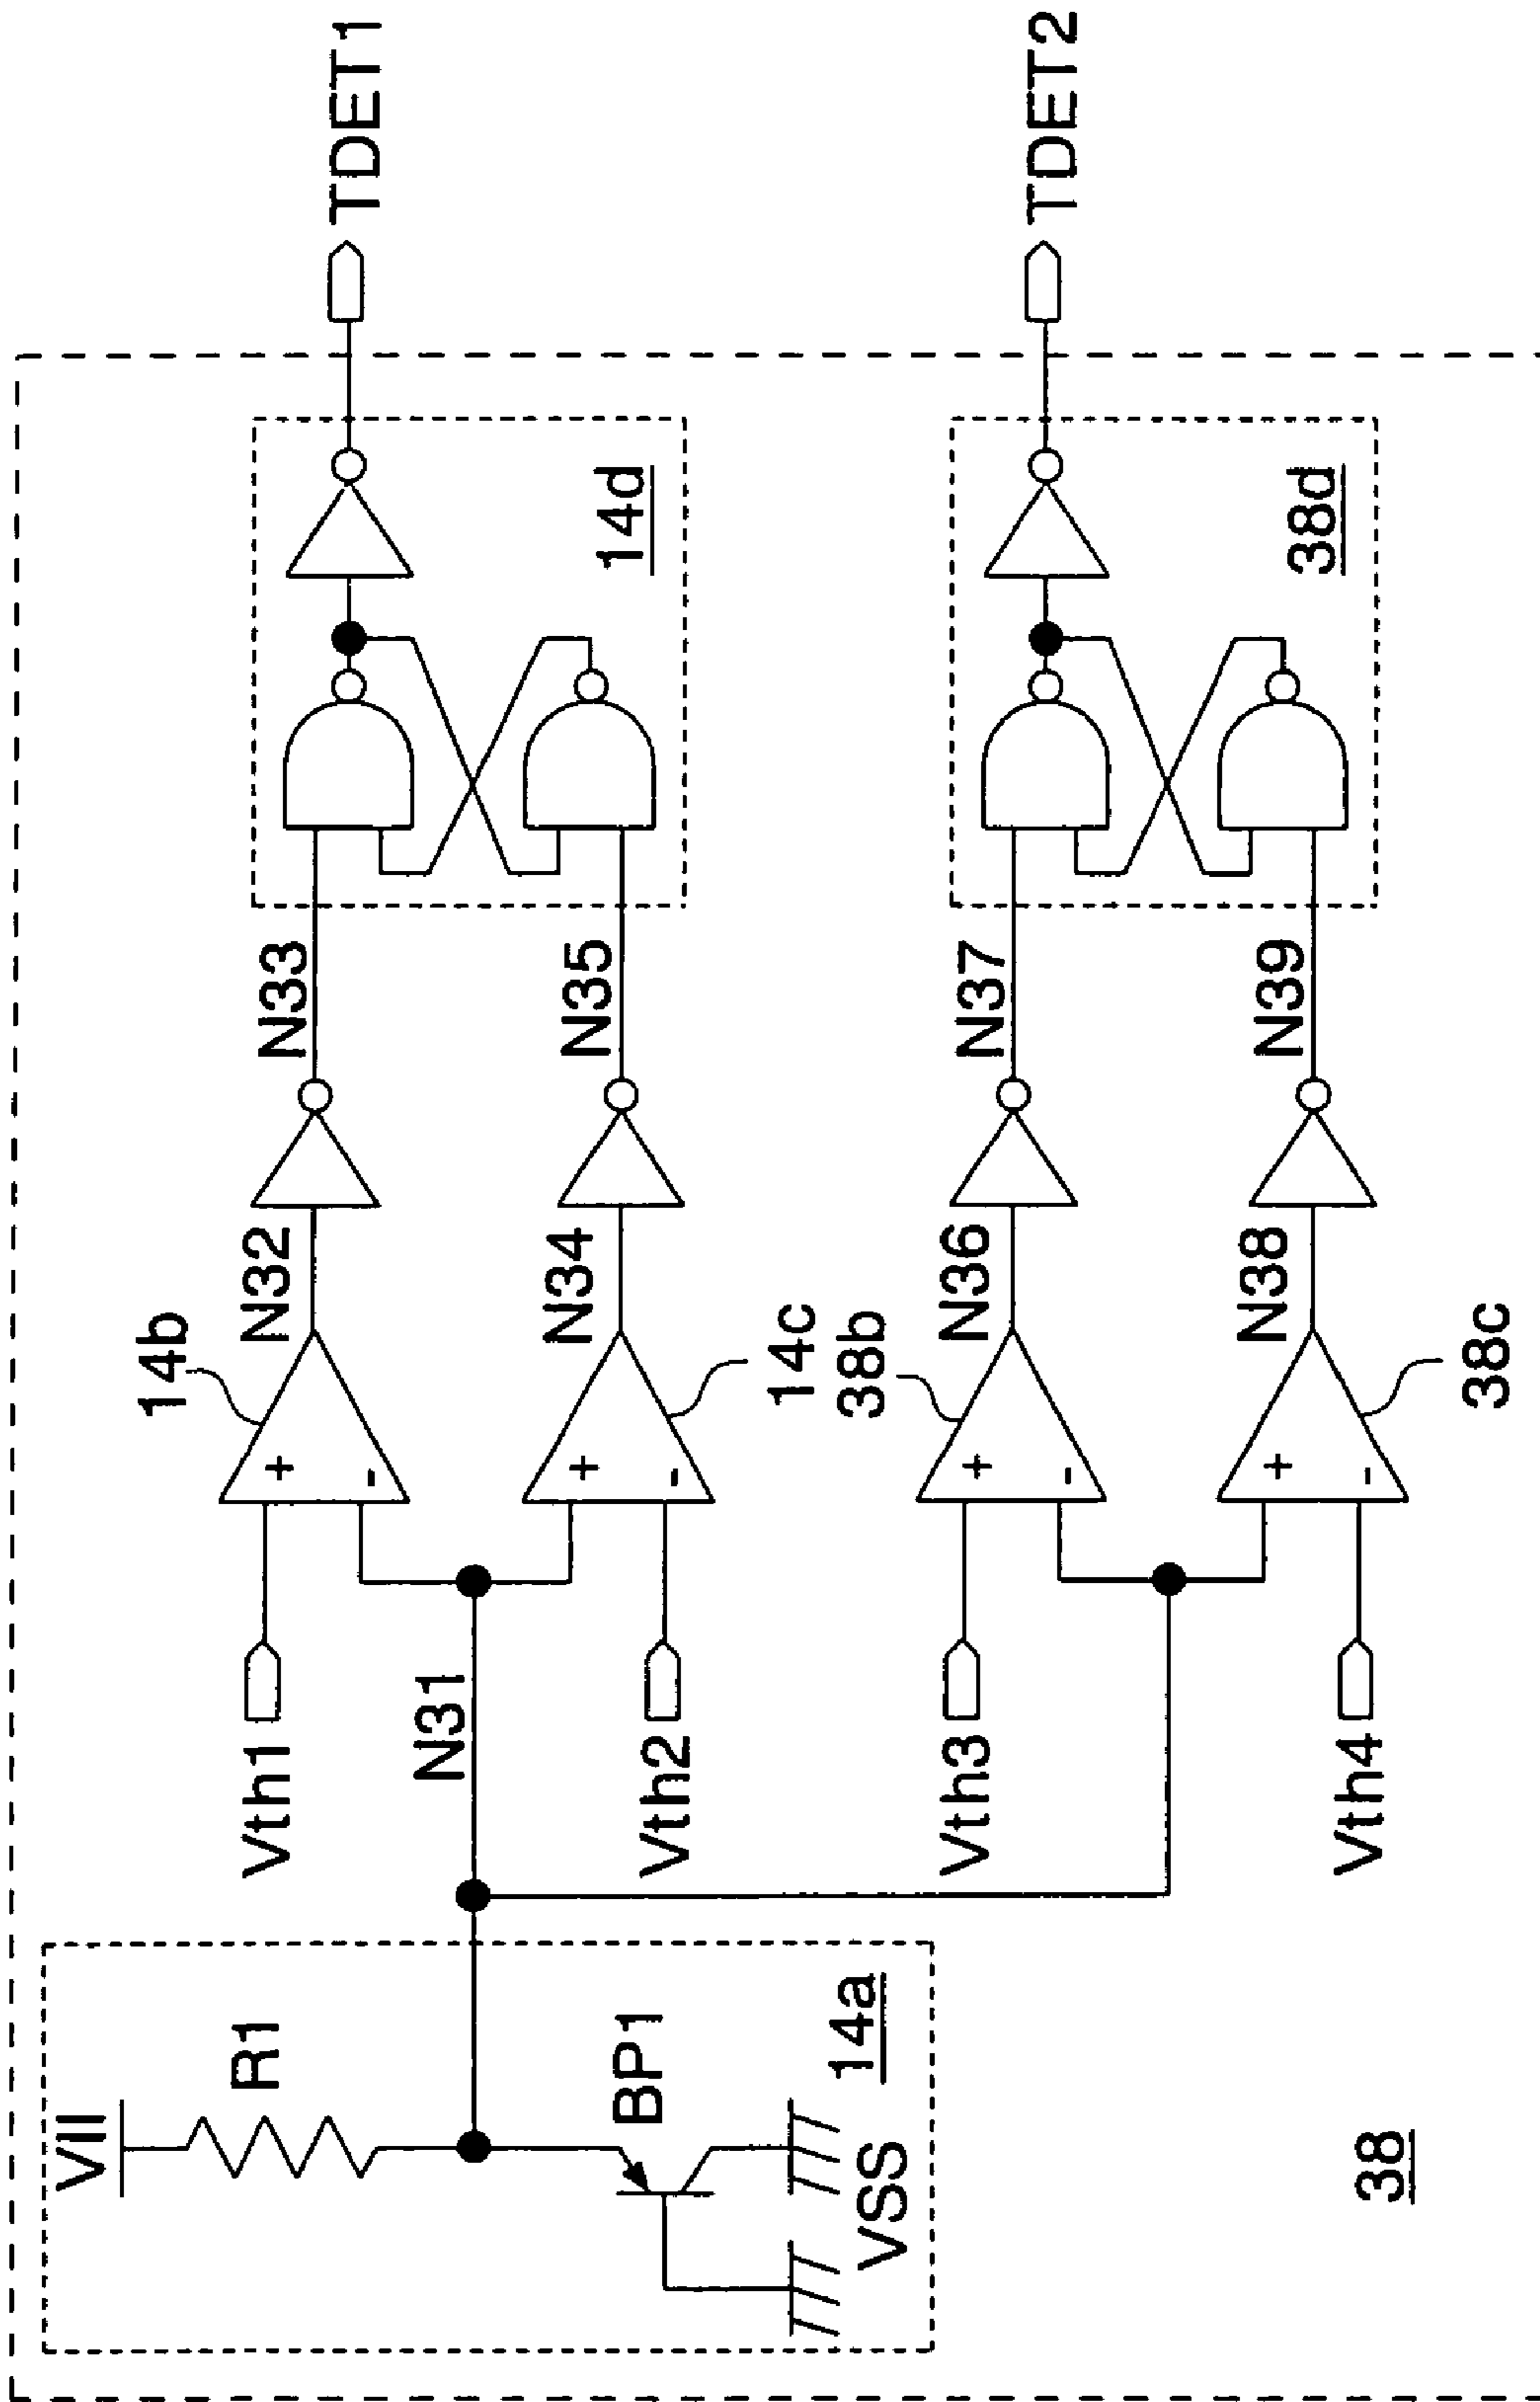 VII
R1
BP1
VSS
14a
38
N31
Vth1
Vth2
Vth3
Vth4
+
-
+
-
+
-
+
-
14b
14c
38b
38c
N32
N34
N36
N38
N33
N35
N37
N39
14d
38d
TDET1
TDET2